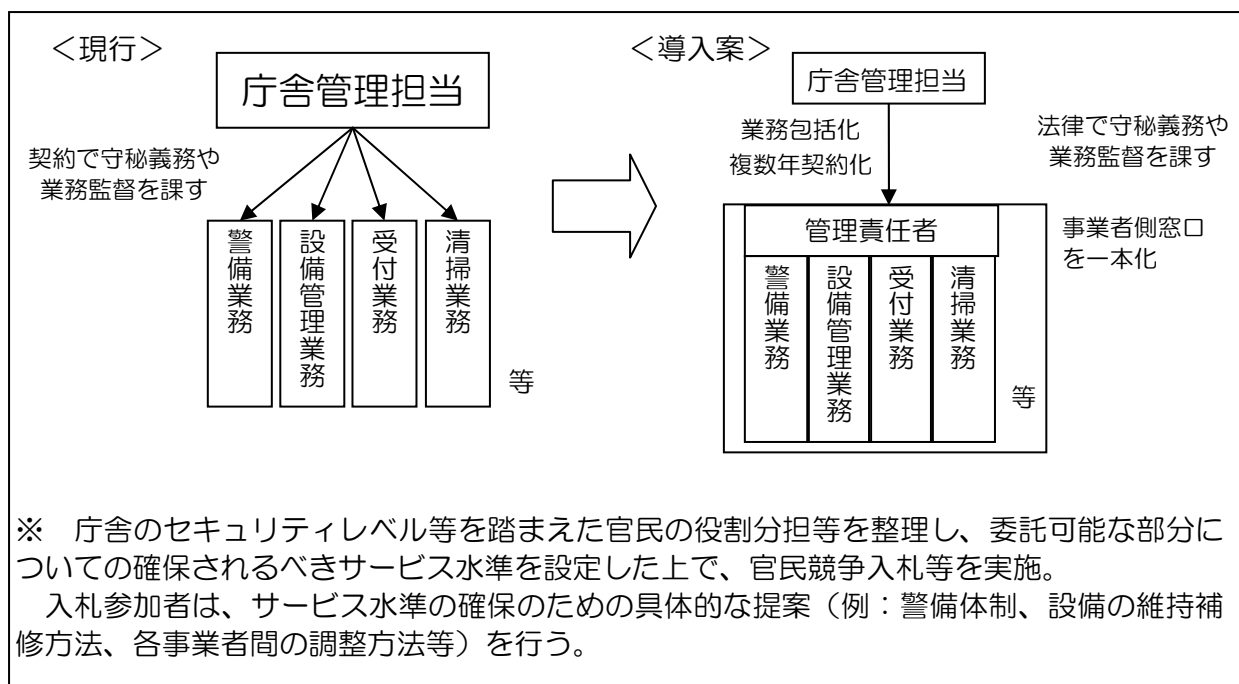 ＜現行＞
庁舎管理担当
契約で守秘義務や
業務監督を課す
警備業務
設備管理業務
受付業務
清掃業務
等
＜導入案＞
庁舎管理担当
業務包括化
複数年契約化
法律で守秘義務や
業務監督を課す
管理責任者
事業者側窓口
を一本化
警備業務
設備管理業務
受付業務
清掃業務
等
※　庁舎のセキュリティレベル等を踏まえた官民の役割分担等を整理し、委託可能な部分に
ついての確保されるべきサービス水準を設定した上で、官民競争入札等を実施。
　入札参加者は、サービス水準の確保のための具体的な提案（例：警備体制、設備の維持補
修方法、各事業者間の調整方法等）を行う。